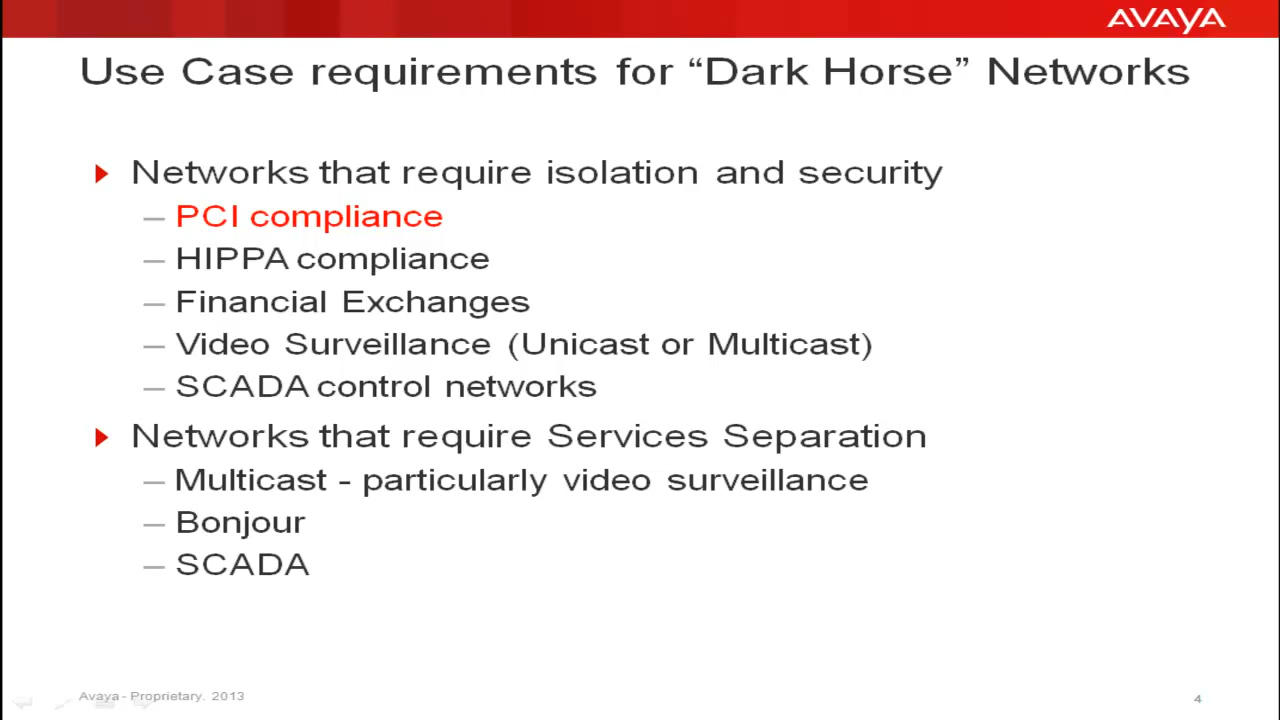 AVAYA
Use Case requirements for “Dark Horse” Networks
Networks that require isolation and security
– PCI compliance
– HIPPA compliance
– Financial Exchanges
– Video Surveillance (Unicast or Multicast)
– SCADA control networks
Networks that require Services Separation
– Multicast - particularly video surveillance
– Bonjour
– SCADA
Avaya - Proprietary. 2013
4